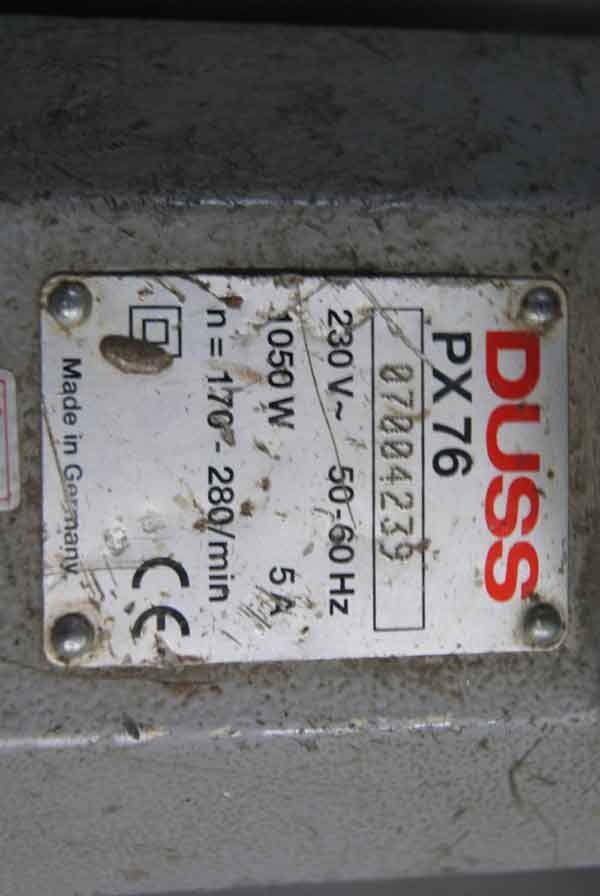 DUSS
PX 76
07004239
230 V~ 50-60 Hz
1050 W 5 A
n = 170 - 280/min
Made in Germany
CE